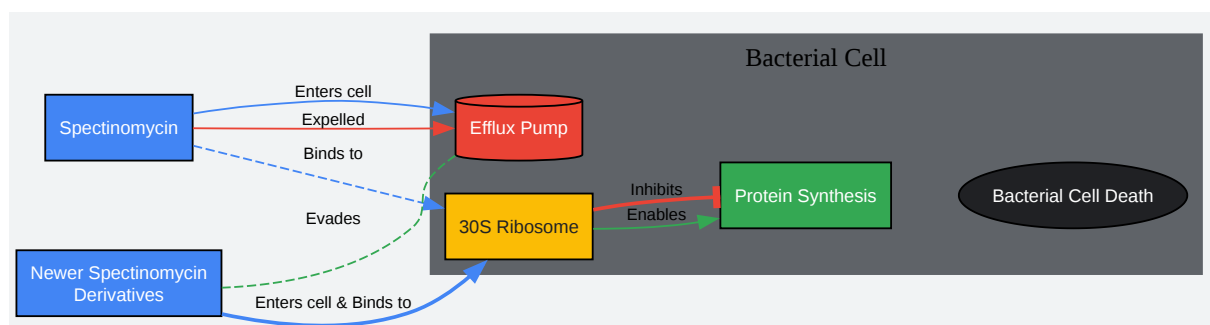 Bacterial Cell
Enters cell
Spectinomycin
Expelled
Efflux Pump
Binds to
Inhibits
Protein Synthesis
Bacterial Cell Death
Evades
30S Ribosome
Enables
Newer Spectinomycin
Derivatives
Enters cell & Binds to